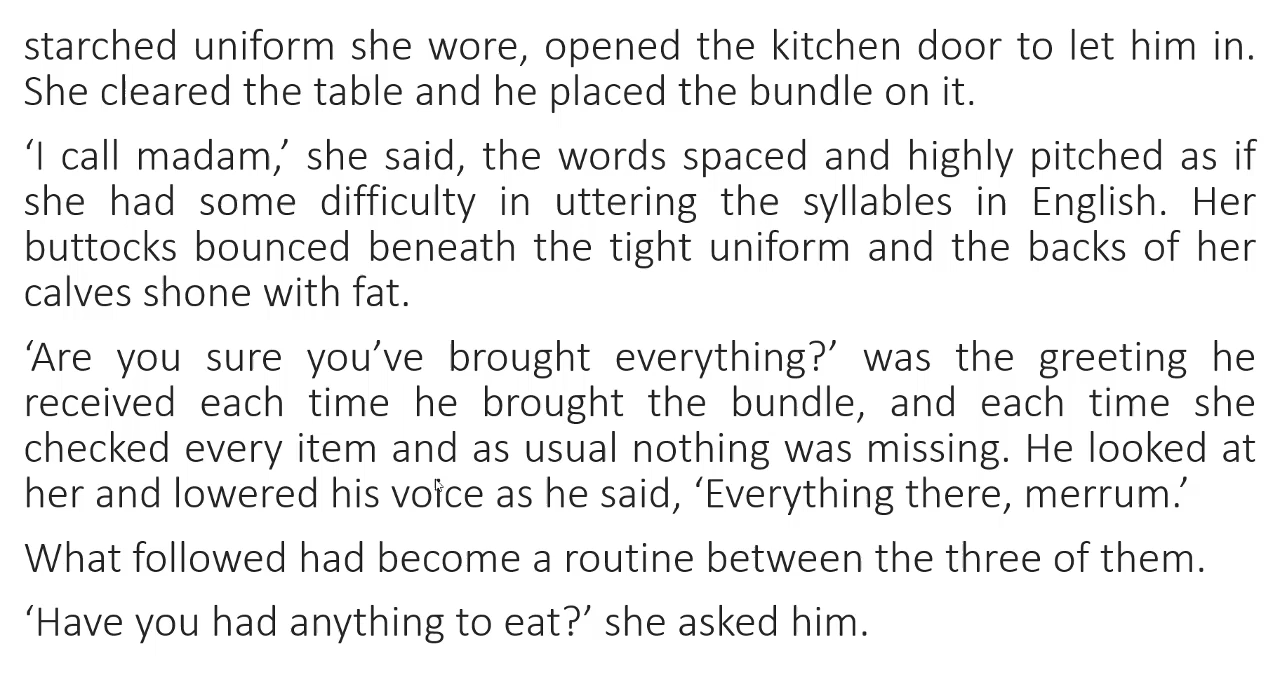 starched uniform she wore, opened the kitchen door to let him in.
She cleared the table and he placed the bundle on it.
‘I call madam,’ she said, the words spaced and highly pitched as if
she had some difficulty in uttering the syllables in English. Her
buttocks bounced beneath the tight uniform and the backs of her
calves shone with fat.
‘Are you sure you’ve brought everything?’ was the greeting he
received each time he brought the bundle, and each time she
checked every item and as usual nothing was missing. He looked at
her and lowered his voice as he said, ‘Everything there, merrum.’
What followed had become a routine between the three of them.
‘Have you had anything to eat?’ she asked him.